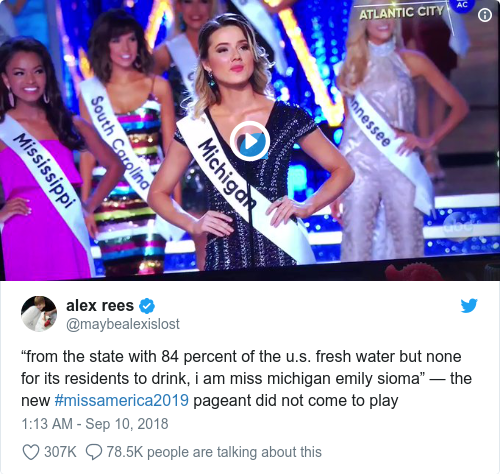 ATLANTIC CITY
AC
Mississippi
South Carolina
Michigan
nnessee
abc
alex rees
@maybealexislost
“from the state with 84 percent of the u.s. fresh water but none
for its residents to drink, i am miss michigan emily sioma” — the
new #missamerica2019 pageant did not come to play
1:13 AM - Sep 10, 2018
307K 78.5K people are talking about this